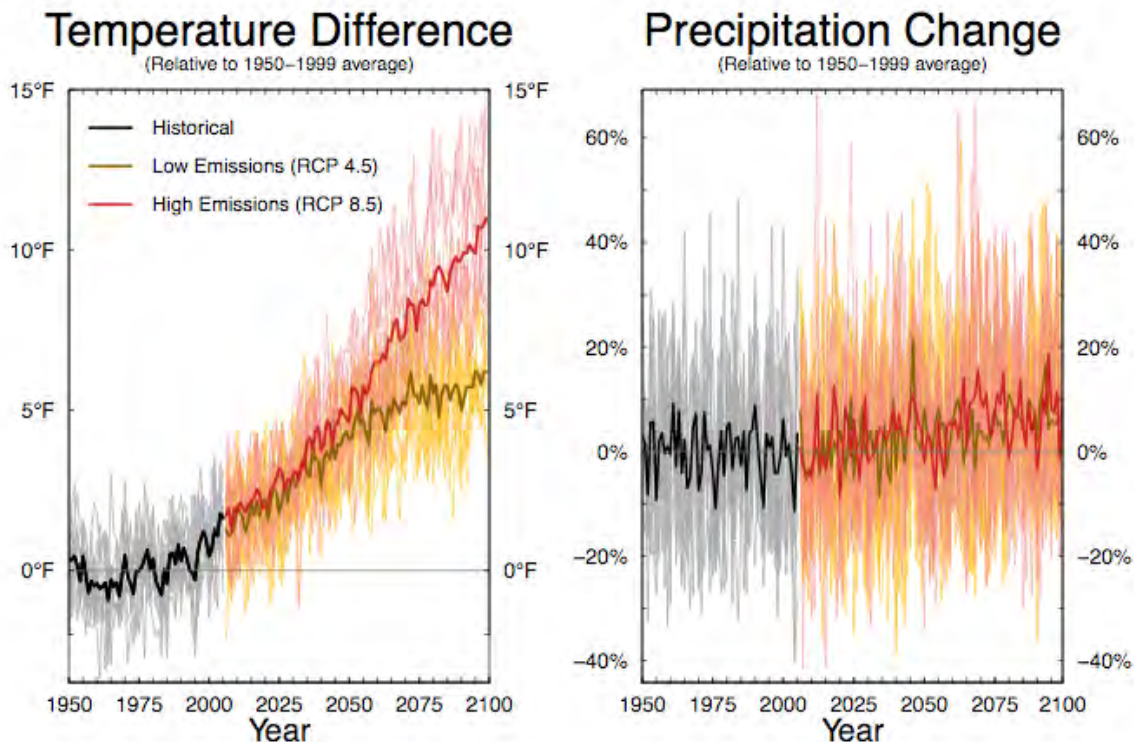 Temperature Difference
(Relative to 1950–1999 average)
15°F
15°F
Historical
Low Emissions (RCP 4.5)
High Emissions (RCP 8.5)
10°F
10°F
5°F
5°F
0°F
0°F
1950 1975 2000 2025 2050 2075 2100
Year
Precipitation Change
(Relative to 1950–1999 average)
60%
60%
40%
40%
20%
20%
0%
0%
−20%
−20%
−40%
−40%
1950 1975 2000 2025 2050 2075 2100
Year